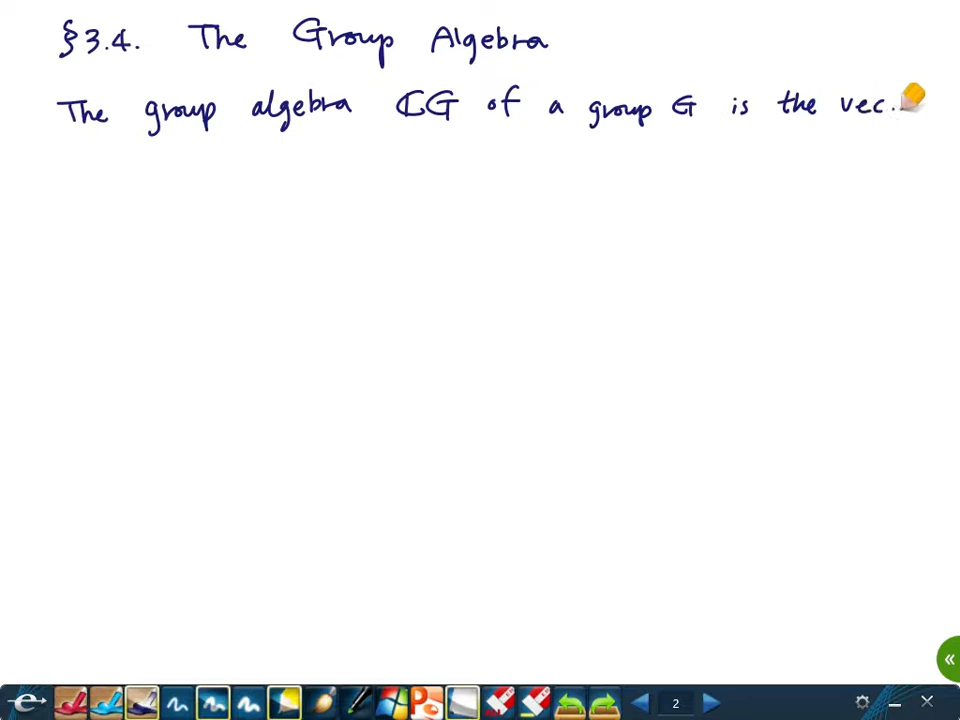 §3.4. The Group Algebra
The group algebra ℂG of a group G is the vec
2